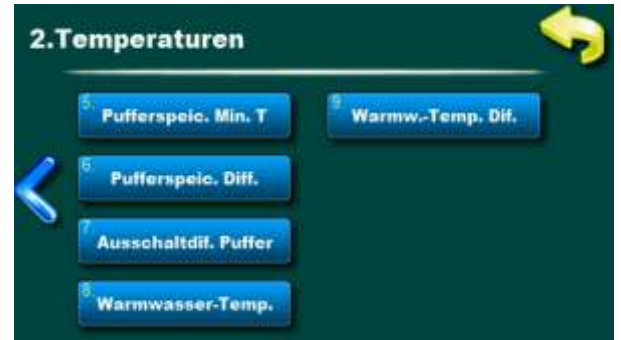 2.Temperaturen
5. Pufferspeic. Min. T
6 Pufferspeic. Diff.
7 Ausschaltdif. Puffer
8. Warmwasser-Temp.
9 Warmw.-Temp. Dif.